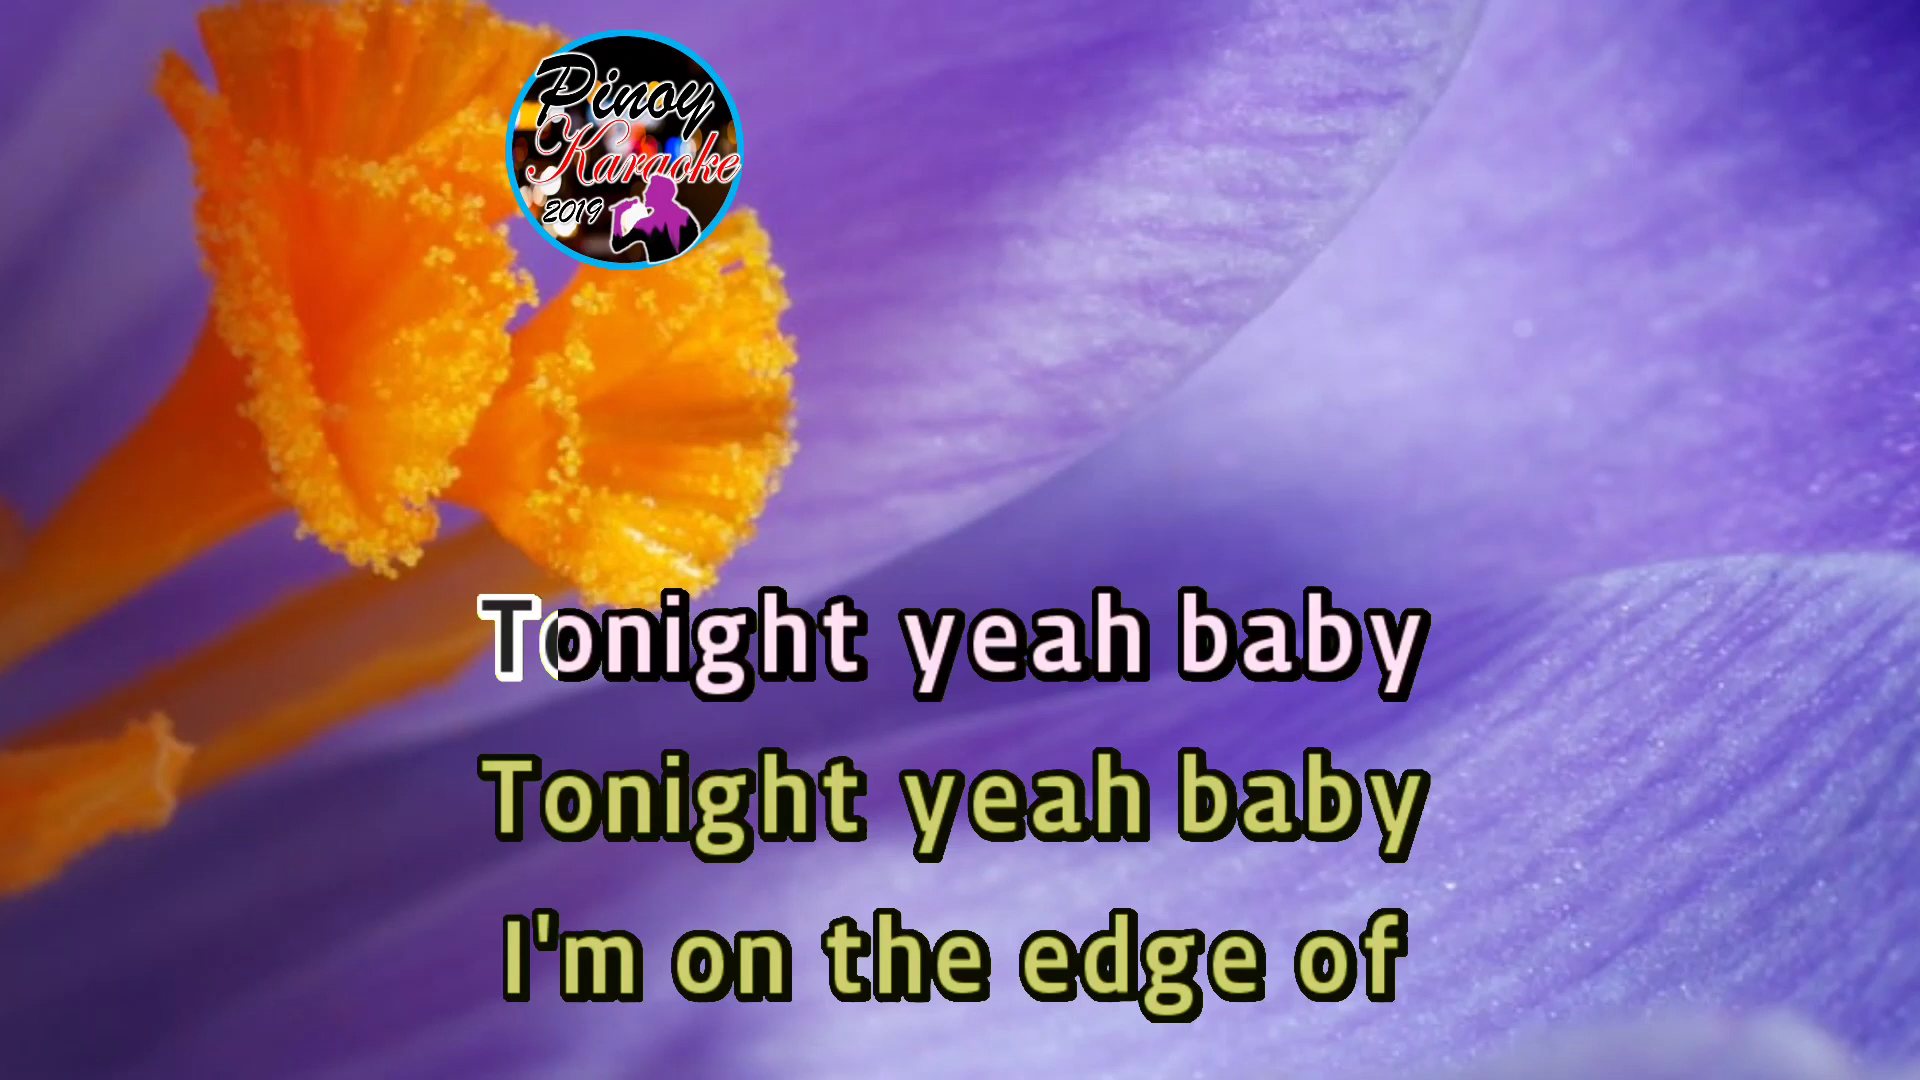 Pinoy
Karaoke
2019
Tonight yeah baby
Tonight yeah baby
I'm on the edge of